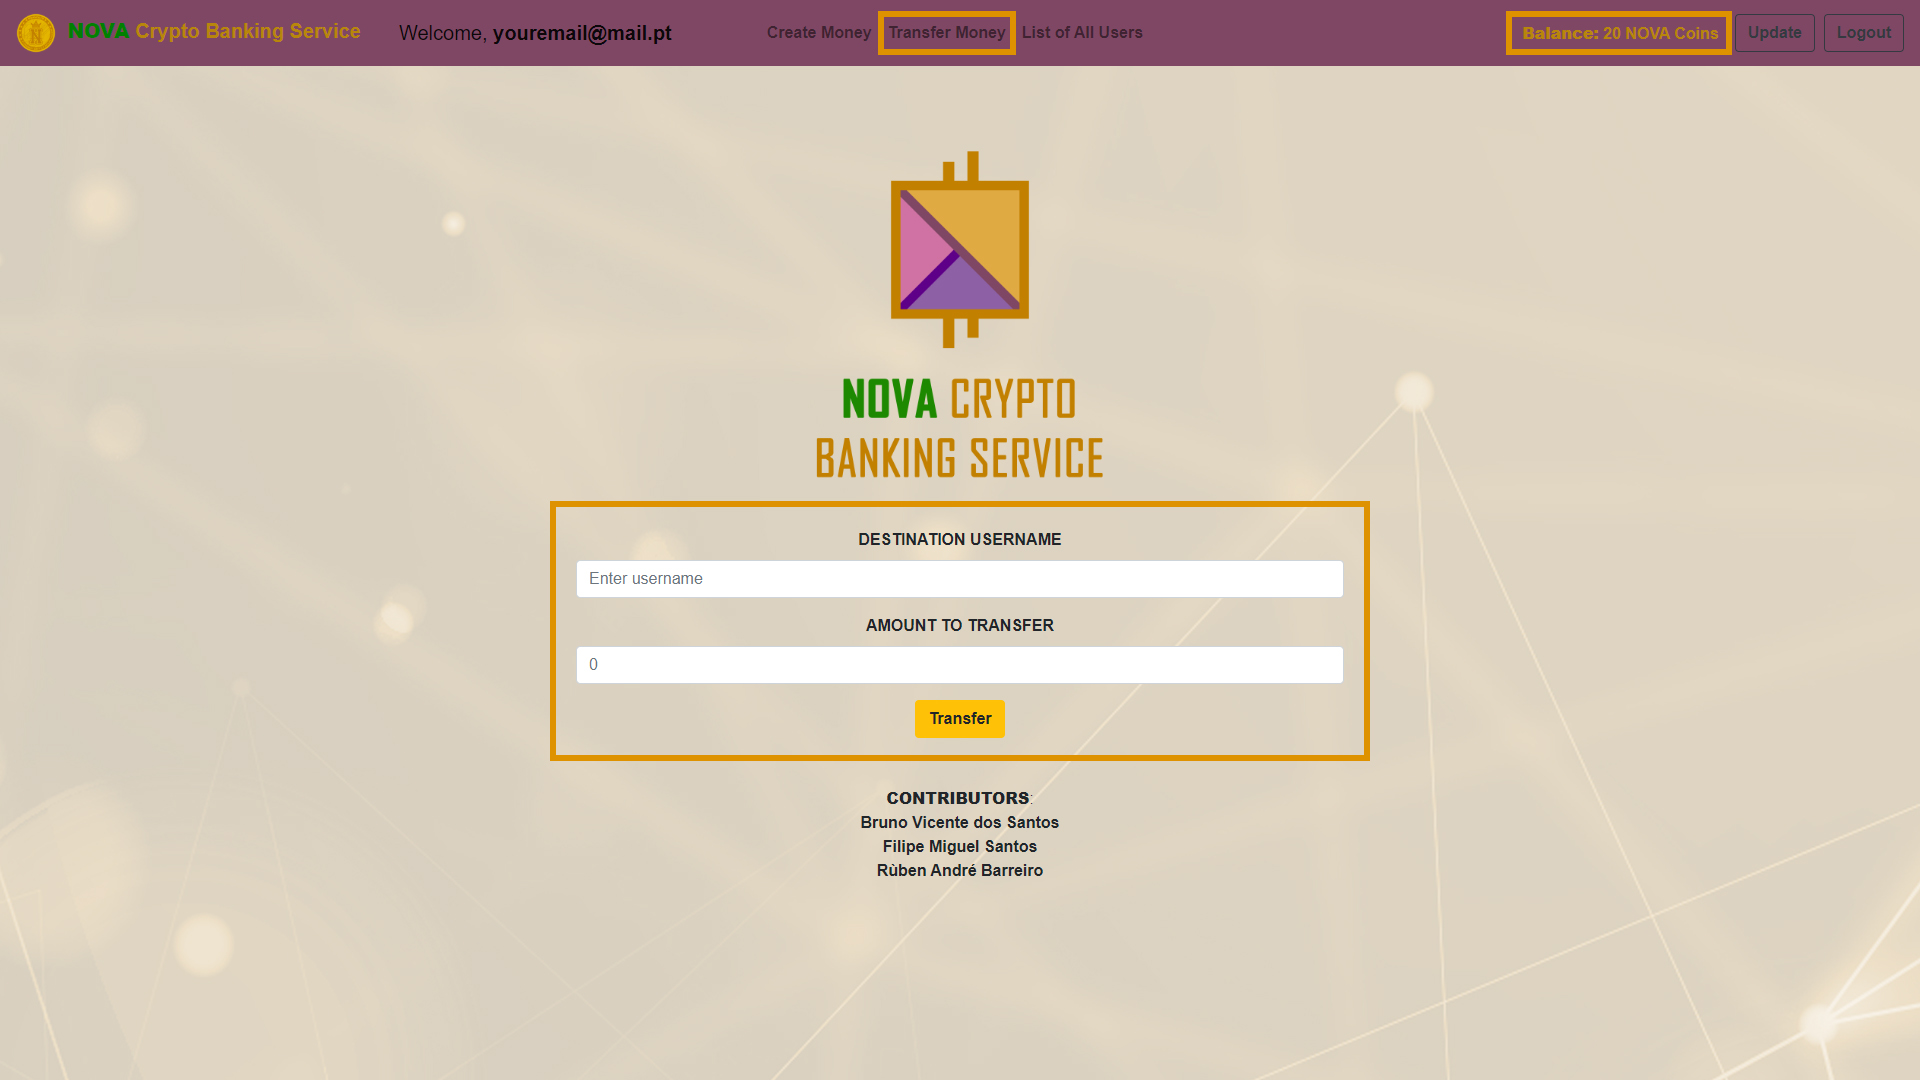 NOVA Crypto Banking Service
Welcome, youremail@mail.pt
Create Money
Transfer Money
List of All Users
Balance: 20 NOVA Coins
Update
Logout
NOVA CRYPTO
BANKING SERVICE
DESTINATION USERNAME
Enter username
AMOUNT TO TRANSFER
0
Transfer
CONTRIBUTORS:
Bruno Vicente dos Santos
Filipe Miguel Santos
Rùben André Barreiro